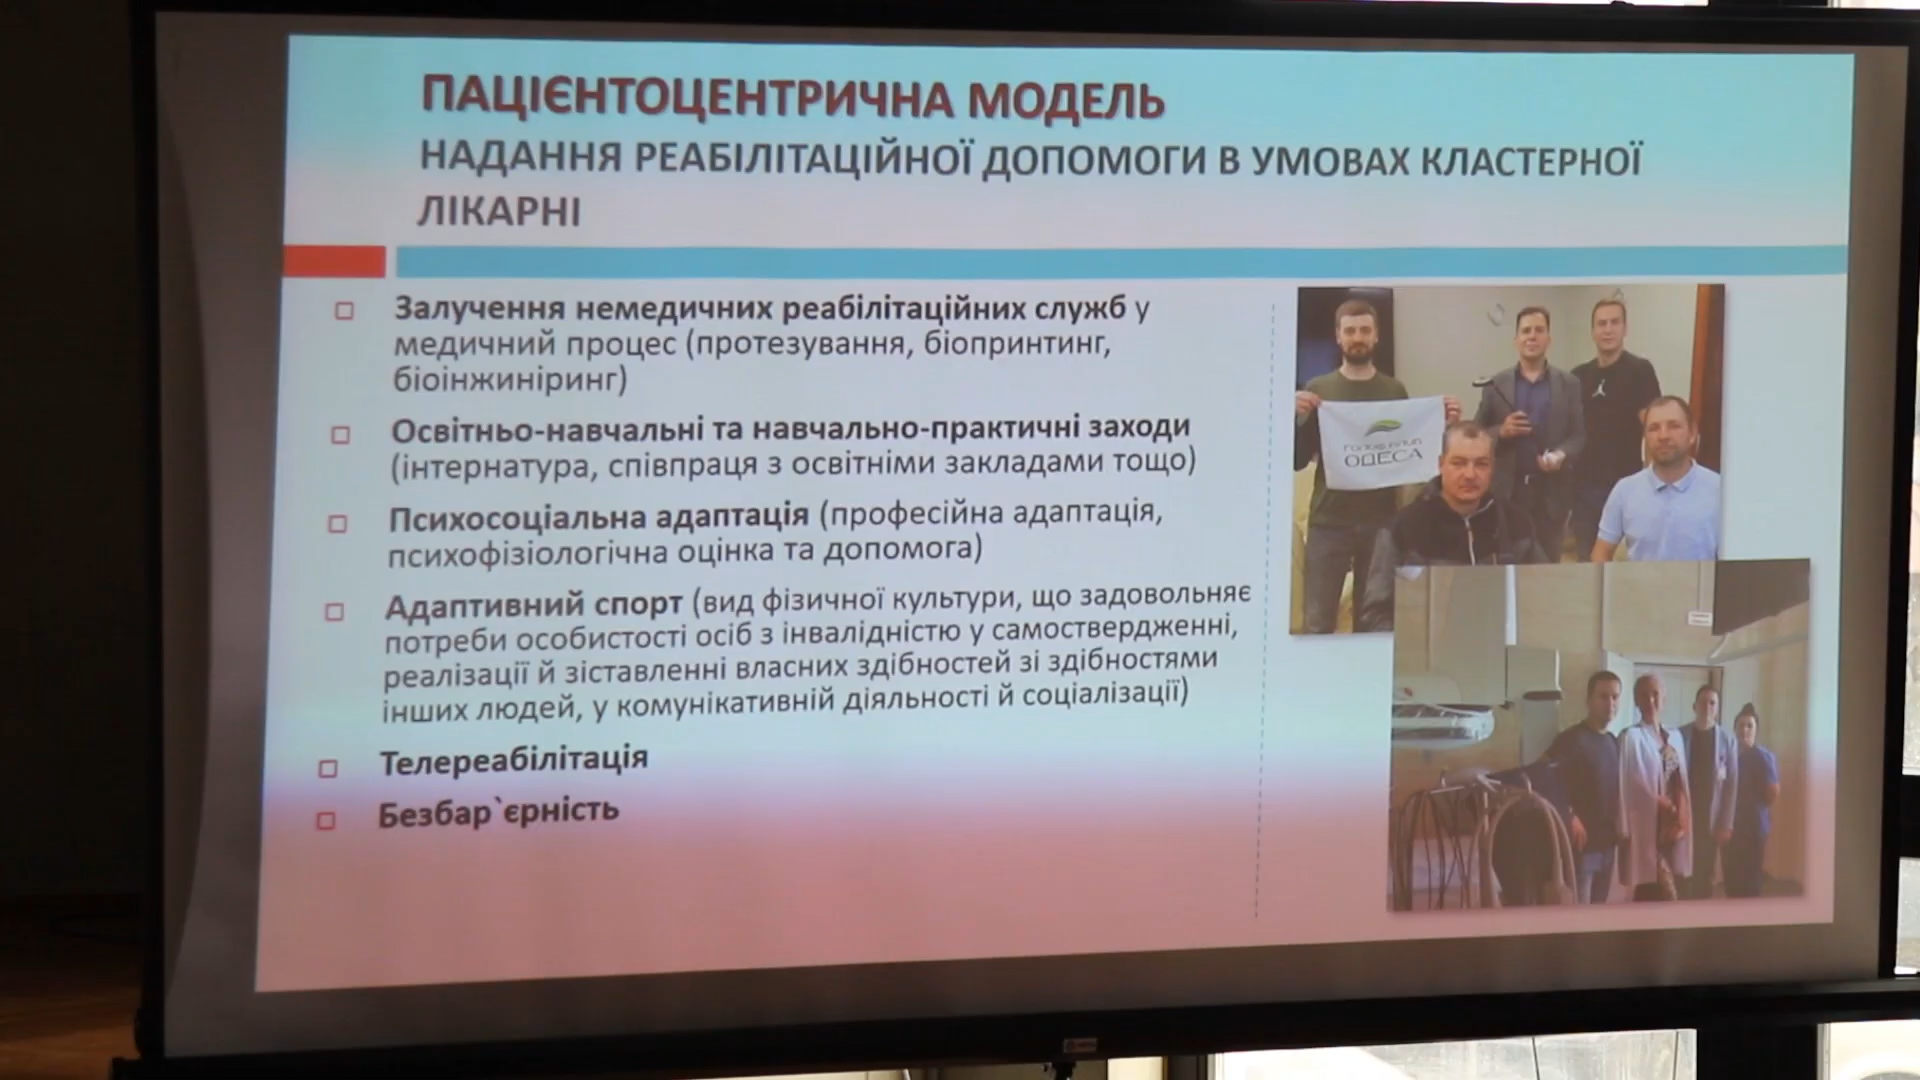 ПАЦІЄНТОЦЕНТРИЧНА МОДЕЛЬ
НАДАННЯ РЕАБІЛІТАЦІЙНОЇ ДОПОМОГИ В УМОВАХ КЛАСТЕРНОЇ
ЛІКАРНІ
Залучення немедичних реабілітаційних служб у
медичний процес (протезування, біопринтинг,
біоінжиніринг)
Освітньо-навчальні та навчально-практичні заходи
(інтернатура, співпраця з освітніми закладами тощо)
Психосоціальна адаптація (професійна адаптація,
психофізіологічна оцінка та допомога)
Адаптивний спорт (вид фізичної культури, що задовольняє
потреби особистості осіб з інвалідністю у самоствердженні,
реалізації й зіставленні власних здібностей зі здібностями
інших людей, у комунікативній діяльності й соціалізації)
Телереабілітація
Безбар`єрність
ГОЛЬФ КЛУБ
ОДЕСА